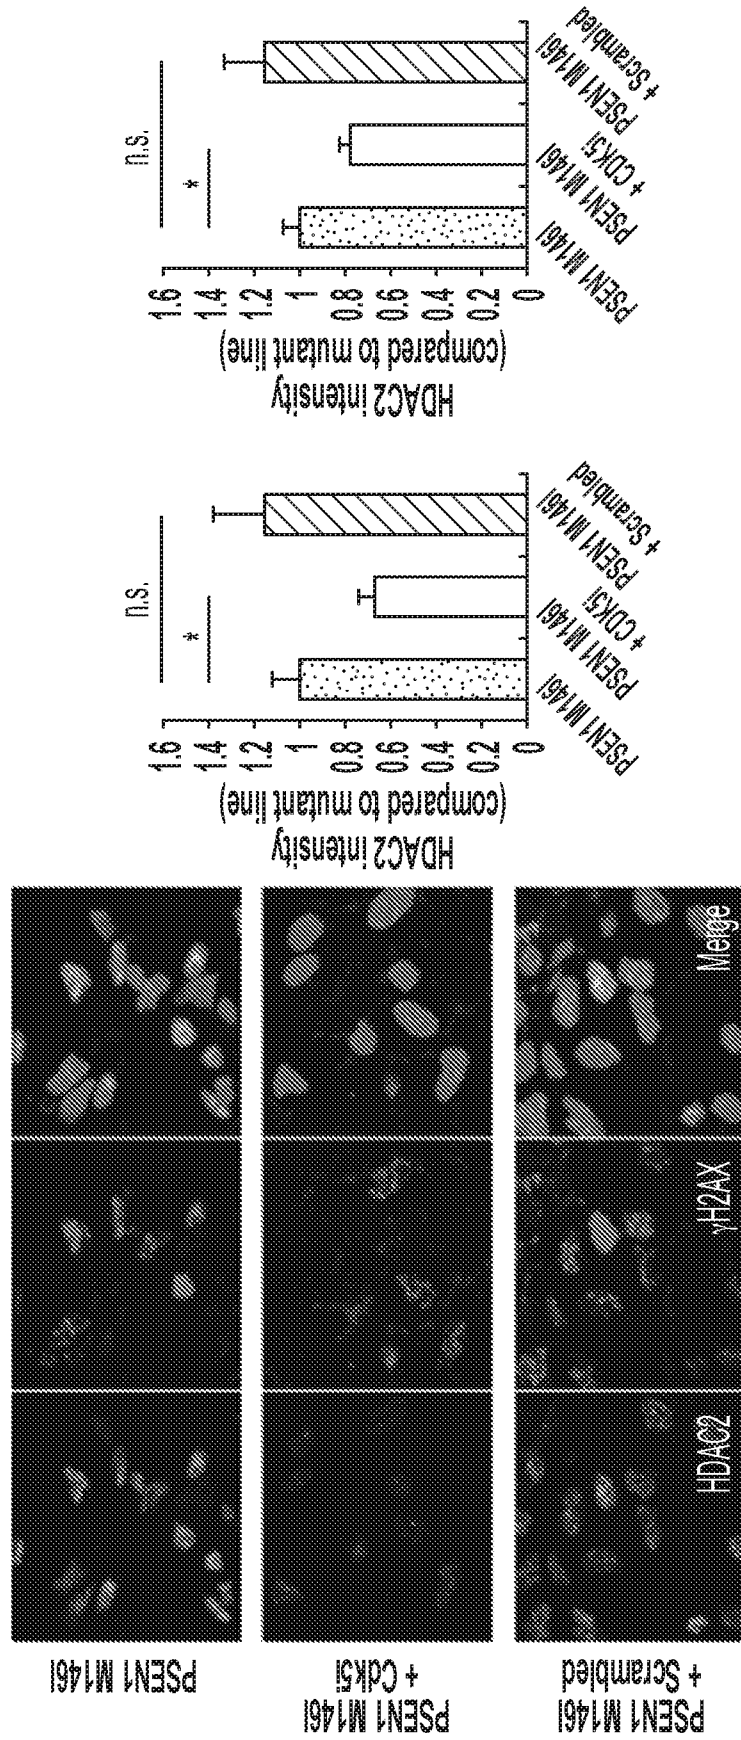 PSEN1 M146I
PSEN1 M146I
+ Cdk5i
PSEN1 M146I
+ Scrambled
HDAC2
γH2AX
Merge
HDAC2 intensity
(compared to mutant line)
1.6
1.4
1.2
1
0.8
0.6
0.4
0.2
0
n.s.
*
PSEN1 M146I
PSEN1 M146I
+ CDK5i
PSEN1 M146I
+ Scrambled
HDAC2 intensity
(compared to mutant line)
1.6
1.4
1.2
1
0.8
0.6
0.4
0.2
0
n.s.
*
PSEN1 M146I
PSEN1 M146I
+ CDK5i
PSEN1 M146I
+ Scrambled